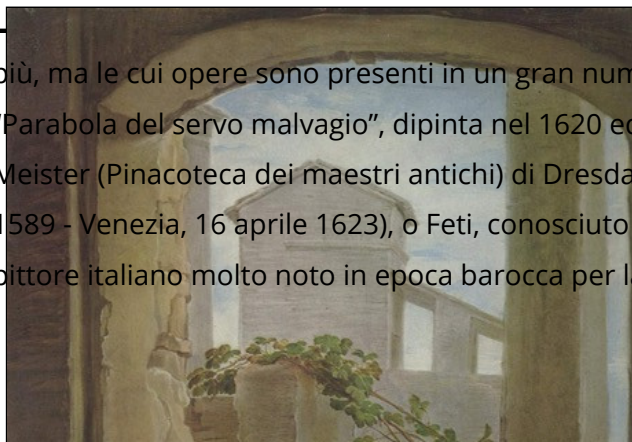 più, ma le cui opere sono presenti in un gran num
“Parabola del servo malvagio”, dipinta nel 1620 ed
Meister (Pinacoteca dei maestri antichi) di Dresda
1589 - Venezia, 16 aprile 1623), o Feti, conosciuto
pittore italiano molto noto in epoca barocca per la